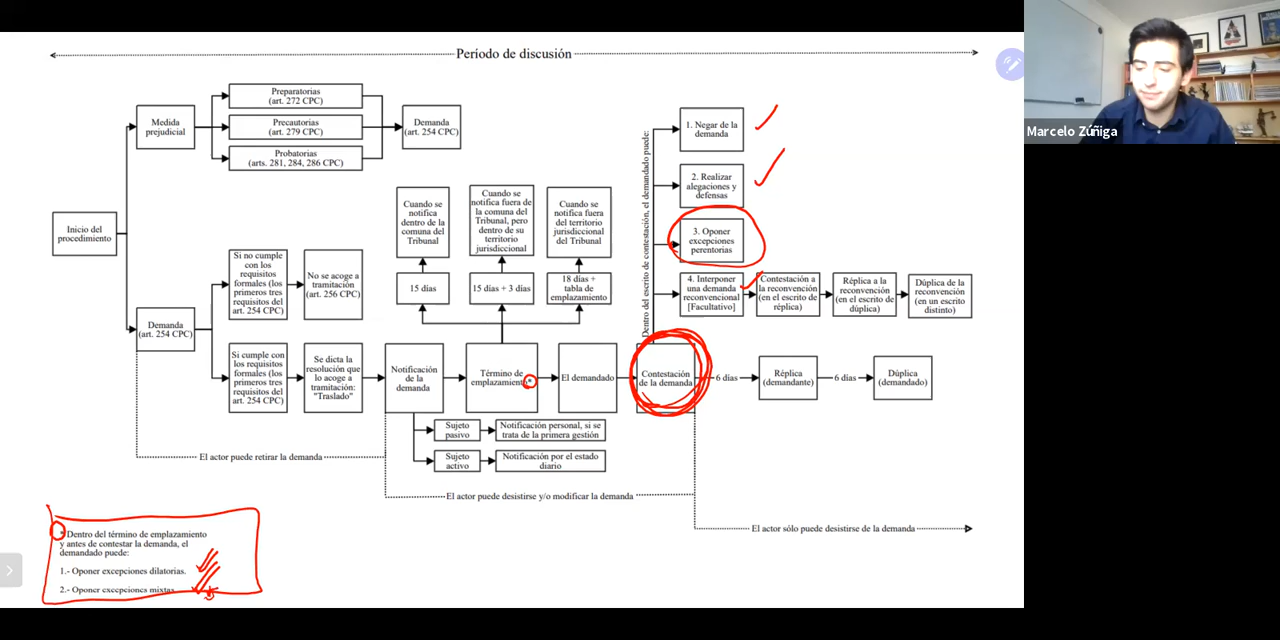 Período de discusión
Marcelo Zúñiga
Inicio del
procedimiento
Medida
prejudicial
Preparatorias
(art. 272 CPC)
Precautorias
(art. 279 CPC)
Probatorias
(arts. 281, 284, 286 CPC)
Demanda
(art. 254 CPC)
Demanda
(art. 254 CPC)
Si no cumple
con los
requisitos
formales (los
primeros tres
requisitos del
art. 254 CPC)
No se acoge a
tramitación
(art. 256 CPC)
Si cumple con
los requisitos
formales (los
primeros tres
requisitos del
art. 254 CPC)
Se dicta la
resolución que
lo acoge a
tramitación:
"Traslado"
Notificación
de la
demanda
Término de
emplazamiento*
El demandado
Contestación
de la demanda
6 días
Réplica
(demandante)
6 días
Dúplica
(demandado)
Cuando se
notifica
dentro de la
comuna del
Tribunal
Cuando se
notifica fuera de
la comuna del
Tribunal, pero
dentro de su
territorio
jurisdiccional
Cuando se
notifica fuera
del territorio
jurisdiccional
del Tribunal
15 días
15 días + 3 días
18 días +
tabla de
emplazamiento
Sujeto
pasivo
Notificación personal, si se
trata de la primera gestión
Sujeto
activo
Notificación por el estado
diario
Dentro del escrito de contestación, el demandado puede:
1. Negar de la
demanda
2. Realizar
alegaciones y
defensas
3. Oponer
excepciones
perentorias
4. Interponer
una demanda
reconvencional
[Facultativo]
Contestación a
la reconvención
(en el escrito de
réplica)
Réplica a la
reconvención
(en el escrito de
dúplica)
Dúplica de la
reconvención
(en un escrito
distinto)
El actor puede retirar la demanda
El actor puede desistirse y/o modificar la demanda
El actor sólo puede desistirse de la demanda
* Dentro del término de emplazamiento
y antes de contestar la demanda, el
demandado puede:
1.- Oponer excepciones dilatorias.
2.- Oponer excepciones mixtas.